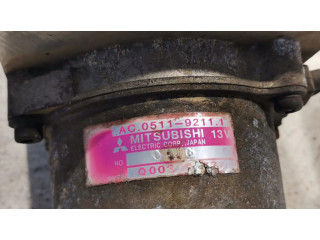 AC 0511-9211.1
MITSUBISHI 13V
ELECTRIC CORP. JAPAN
NO.